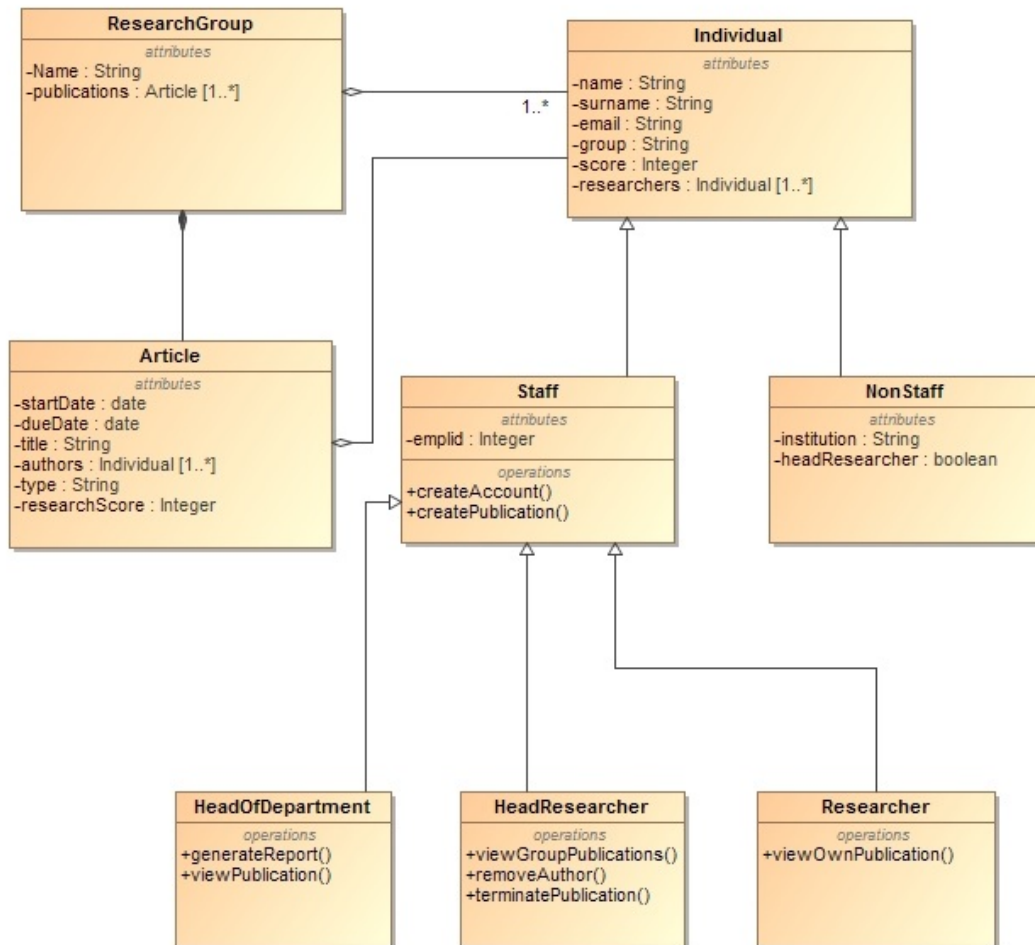 ResearchGroup
attributes
-Name : String
-publications : Article [1..*]
Individual
attributes
-name : String
-surname : String
-email : String
-group : String
-score : Integer
-researchers : Individual [1..*]
1..*
Article
attributes
-startDate : date
-dueDate : date
-title : String
-authors : Individual [1..*]
-type : String
-researchScore : Integer
Staff
attributes
-emplid : Integer
operations
+createAccount()
+createPublication()
NonStaff
attributes
-institution : String
-headResearcher : boolean
HeadOfDepartment
operations
+generateReport()
+viewPublication()
HeadResearcher
operations
+viewGroupPublications()
+removeAuthor()
+terminatePublication()
Researcher
operations
+viewOwnPublication()